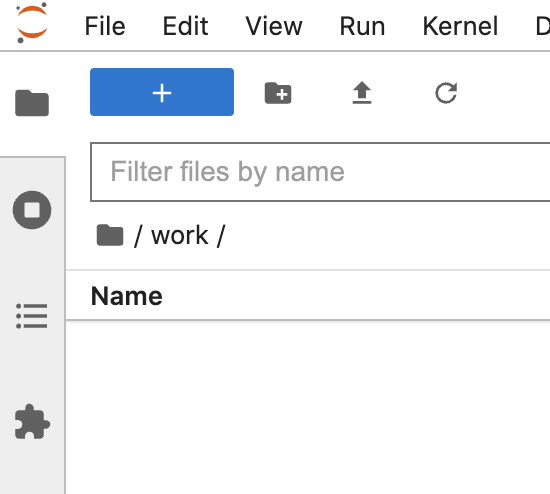 File Edit View Run Kernel
Filter files by name
/ work /
Name